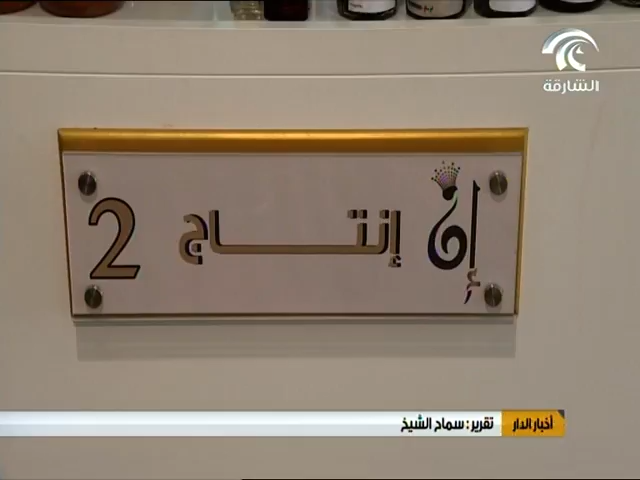 الشارقة
إن إنتاج 2
أخبار الدار تقرير: سماح الشيخ